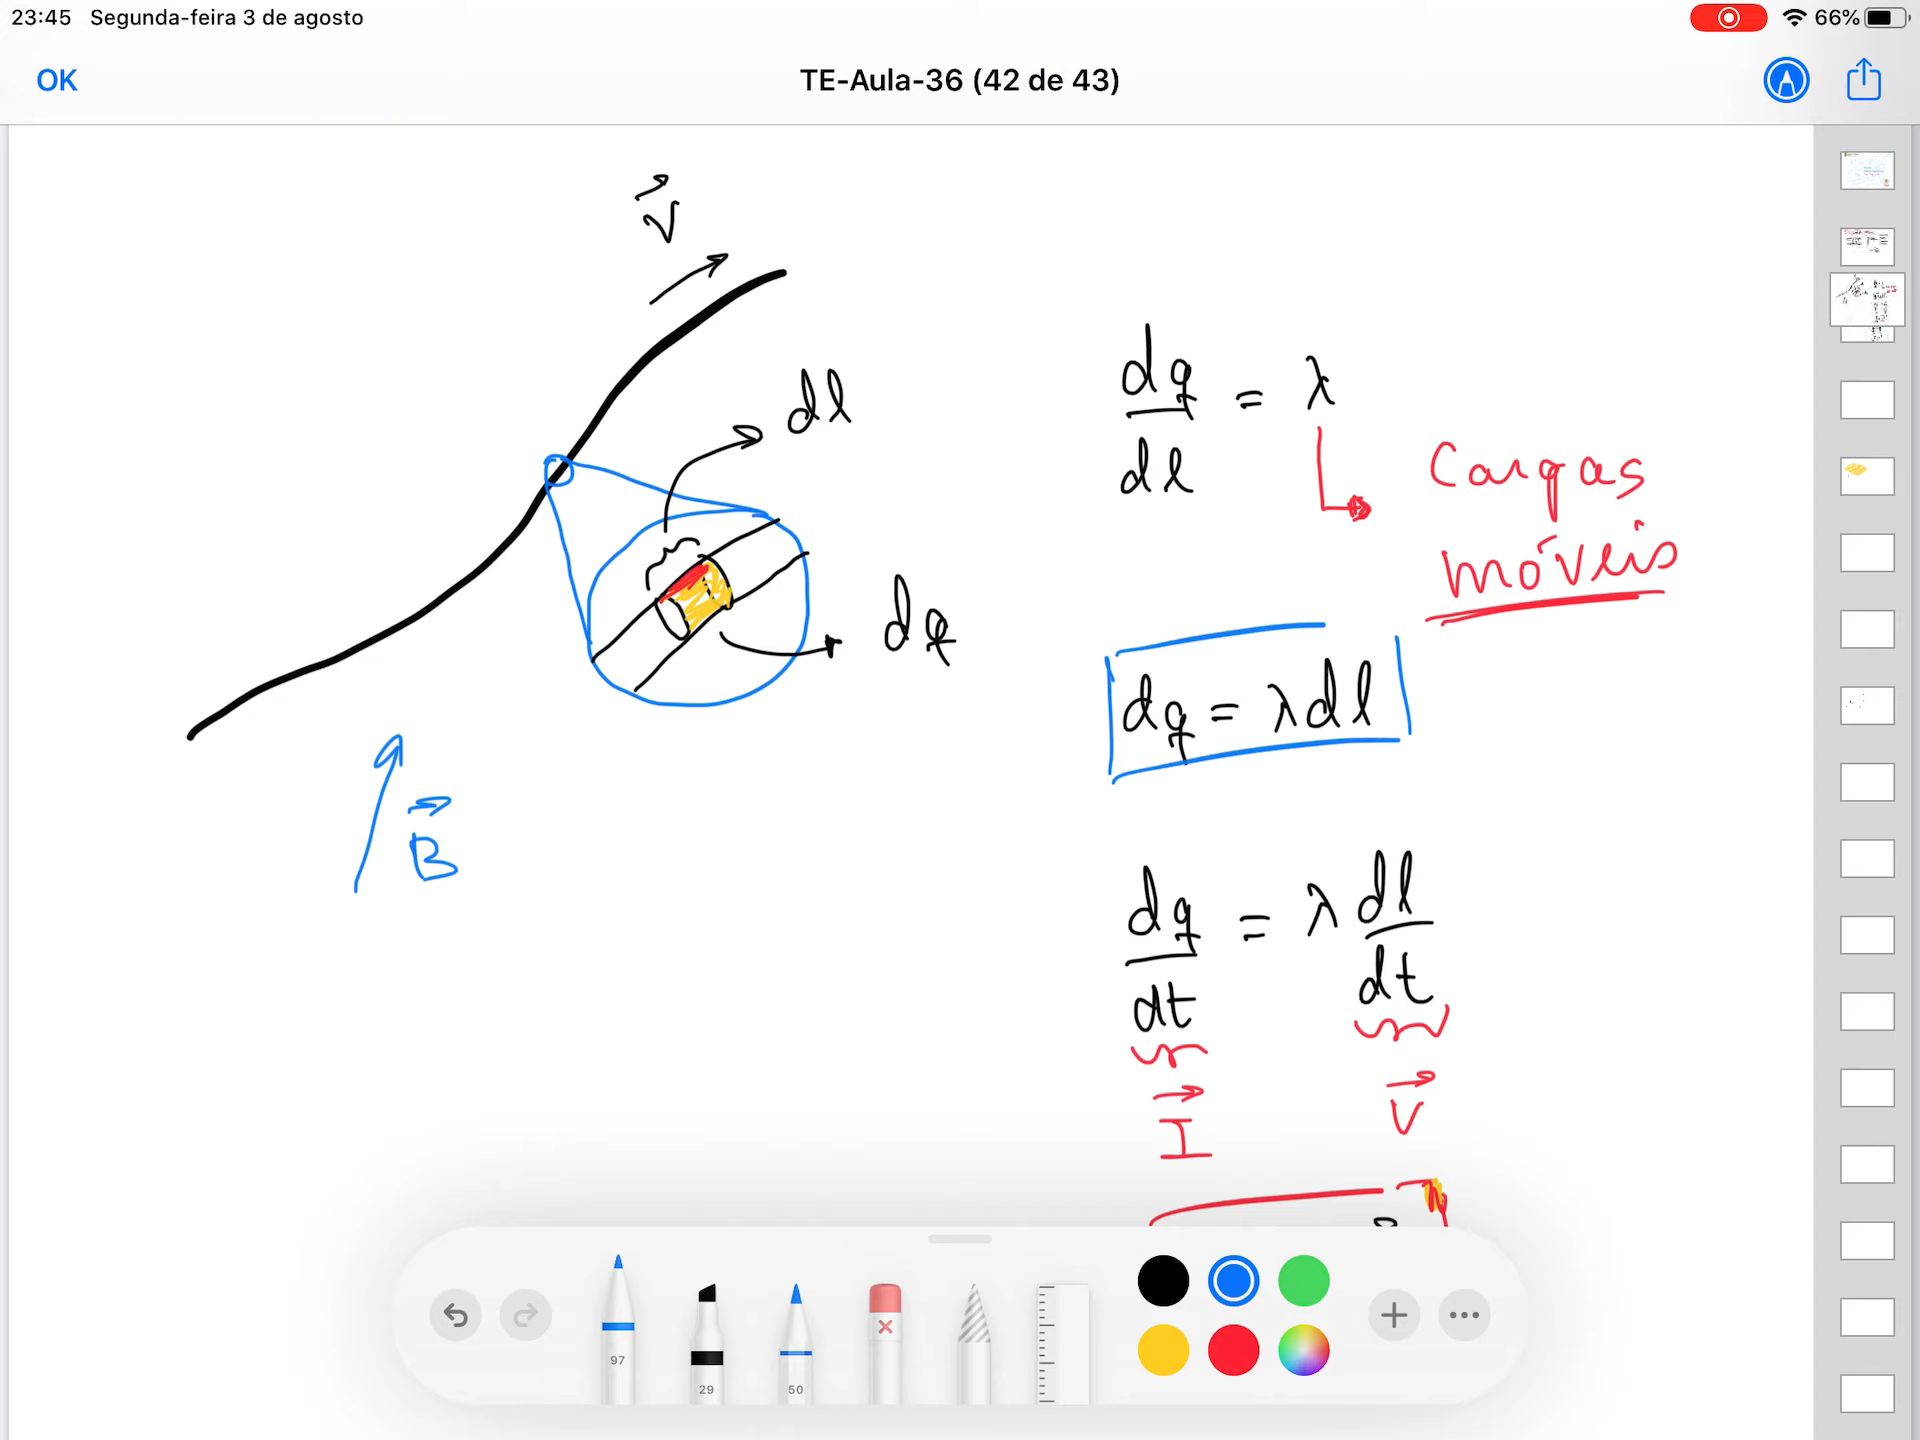 23:45 Segunda-feira 3 de agosto
66%
OK
TE-Aula-36 (42 de 43)
V
dl
dq
B
dq/dl = λ
Cargas
móveis
dq = λdl
dq/dt = λ dl/dt
I
V
97
29
50